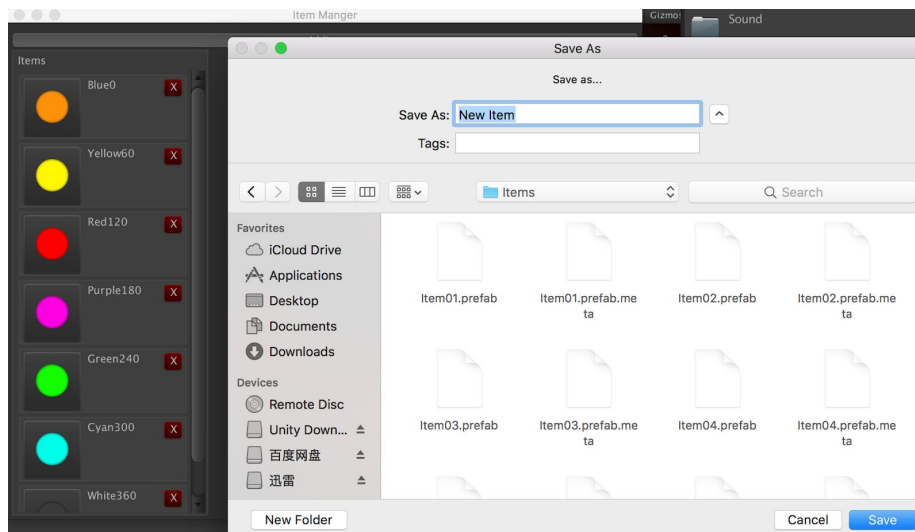 Item Manger
Gizmos
Sound
Items
Blue0
X
Yellow60
X
Red120
X
Purple180
X
Green240
X
Cyan300
X
White360
X
Save As
Save as...
Save As: New Item
Tags:
Items
Search
Favorites
iCloud Drive
Applications
Desktop
Documents
Downloads
Devices
Remote Disc
Unity Down...
百度网盘
迅雷
Item01.prefab
Item01.prefab.me
ta
Item02.prefab
Item02.prefab.me
ta
Item03.prefab
Item03.prefab.me
ta
Item04.prefab
Item04.prefab.me
ta
New Folder
Cancel
Save